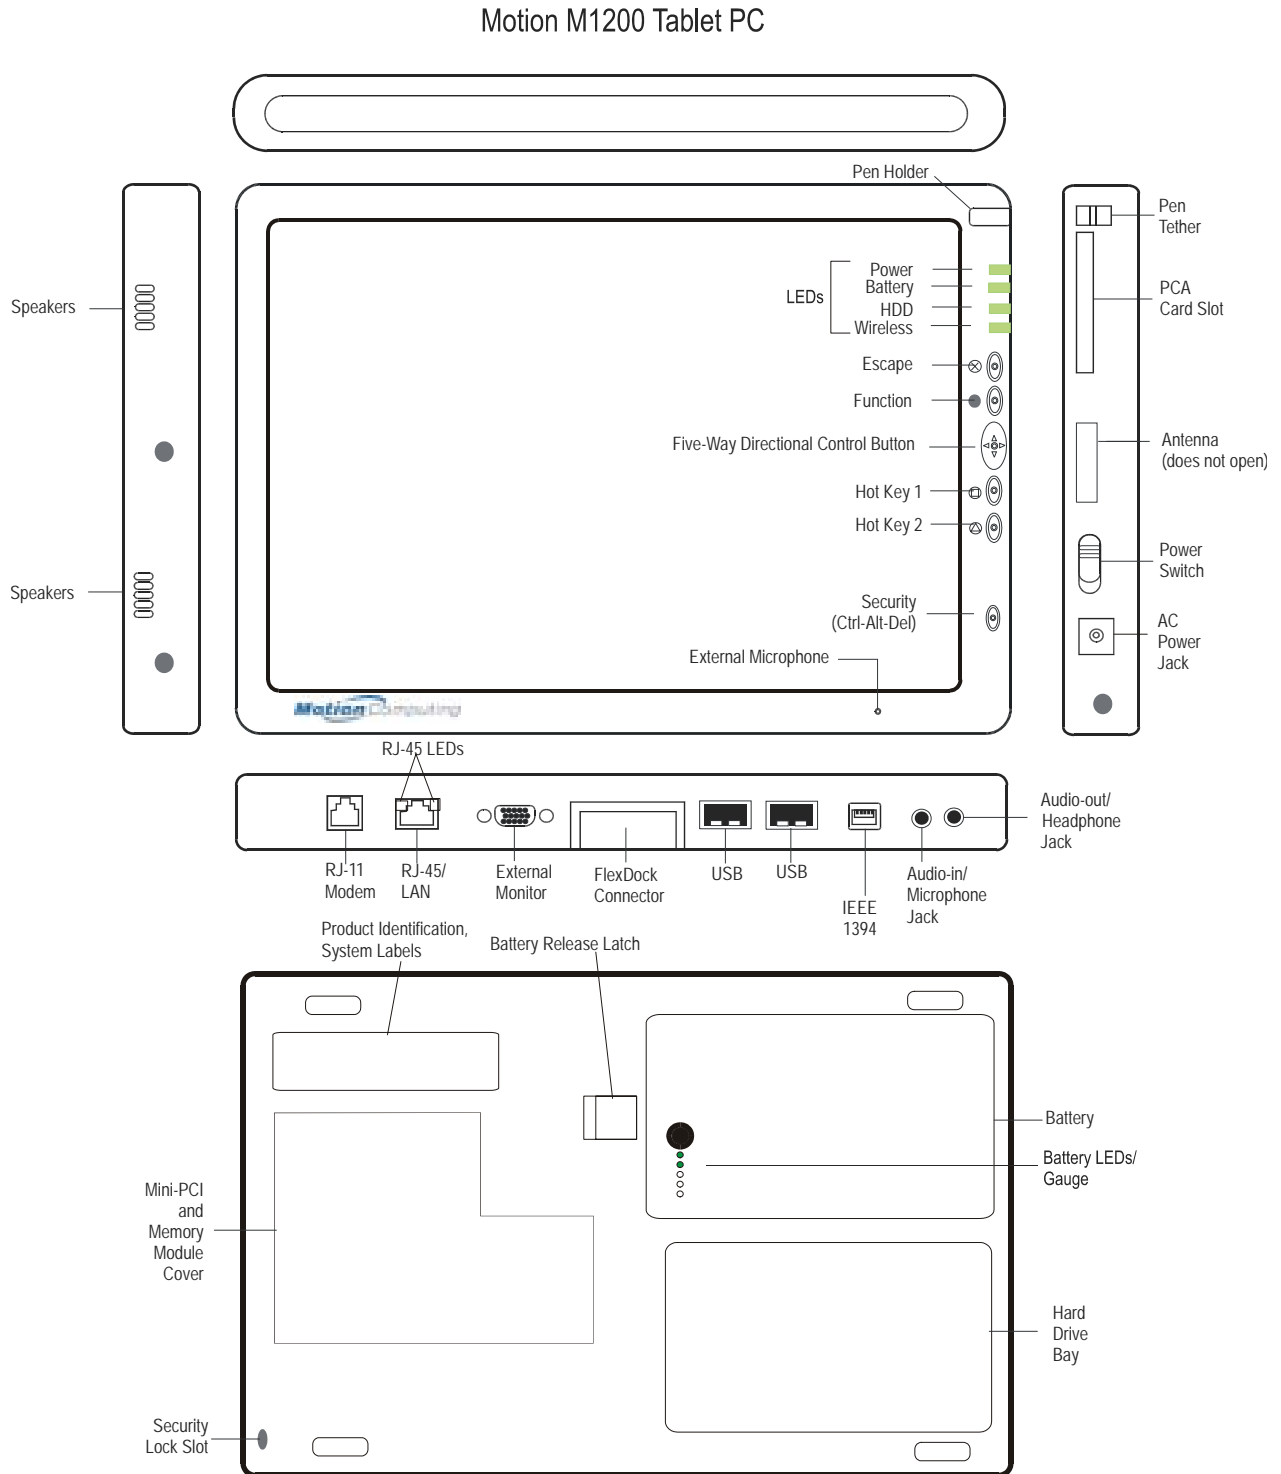 Motion M1200 Tablet PC
Pen Holder
Pen
Tether
Power
Battery
HDD
Wireless
LEDs
PCA
Card Slot
Speakers
Escape
Function
Five-Way Directional Control Button
Antenna
(does not open)
Hot Key 1
Hot Key 2
Power
Switch
Speakers
Security
(Ctrl-Alt-Del)
AC
Power
Jack
External Microphone
Motion Computing
RJ-45 LEDs
Audio-out/
Headphone
Jack
RJ-11
Modem
RJ-45/
LAN
External
Monitor
FlexDock
Connector
USB
USB
IEEE
1394
Audio-in/
Microphone
Jack
Product Identification,
System Labels
Battery Release Latch
Battery
Battery LEDs/
Gauge
Mini-PCI
and
Memory
Module
Cover
Hard
Drive
Bay
Security
Lock Slot